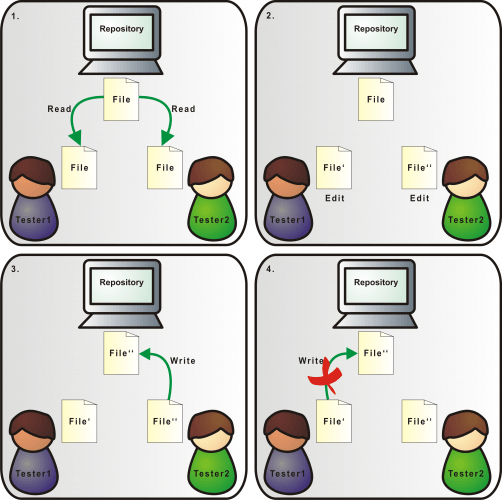 1.
Repository
File
Read Read
File File
Tester1 Tester2
2.
Repository
File
File' File''
Edit Edit
Tester1 Tester2
3.
Repository
File''
Write
File' File''
Tester1 Tester2
4.
Repository
File''
Write
File' File''
Tester1 Tester2